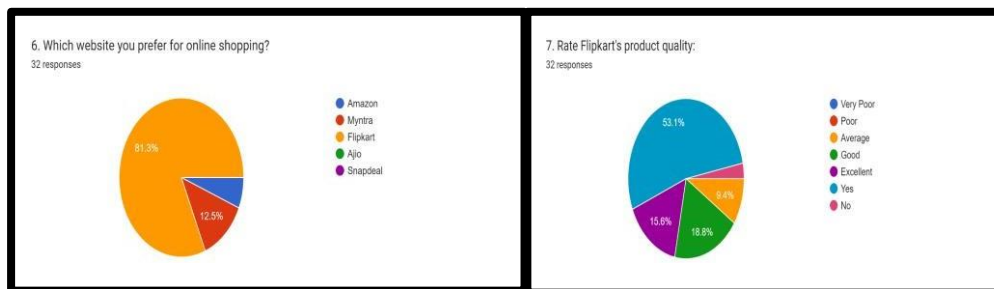 6. Which website you prefer for online shopping?
32 responses
81.3%
12.5%
Amazon
Myntra
Flipkart
Ajio
Snapdeal
7. Rate Flipkart's product quality:
32 responses
53.1%
9.4%
15.6%
18.8%
Very Poor
Poor
Average
Good
Excellent
Yes
No